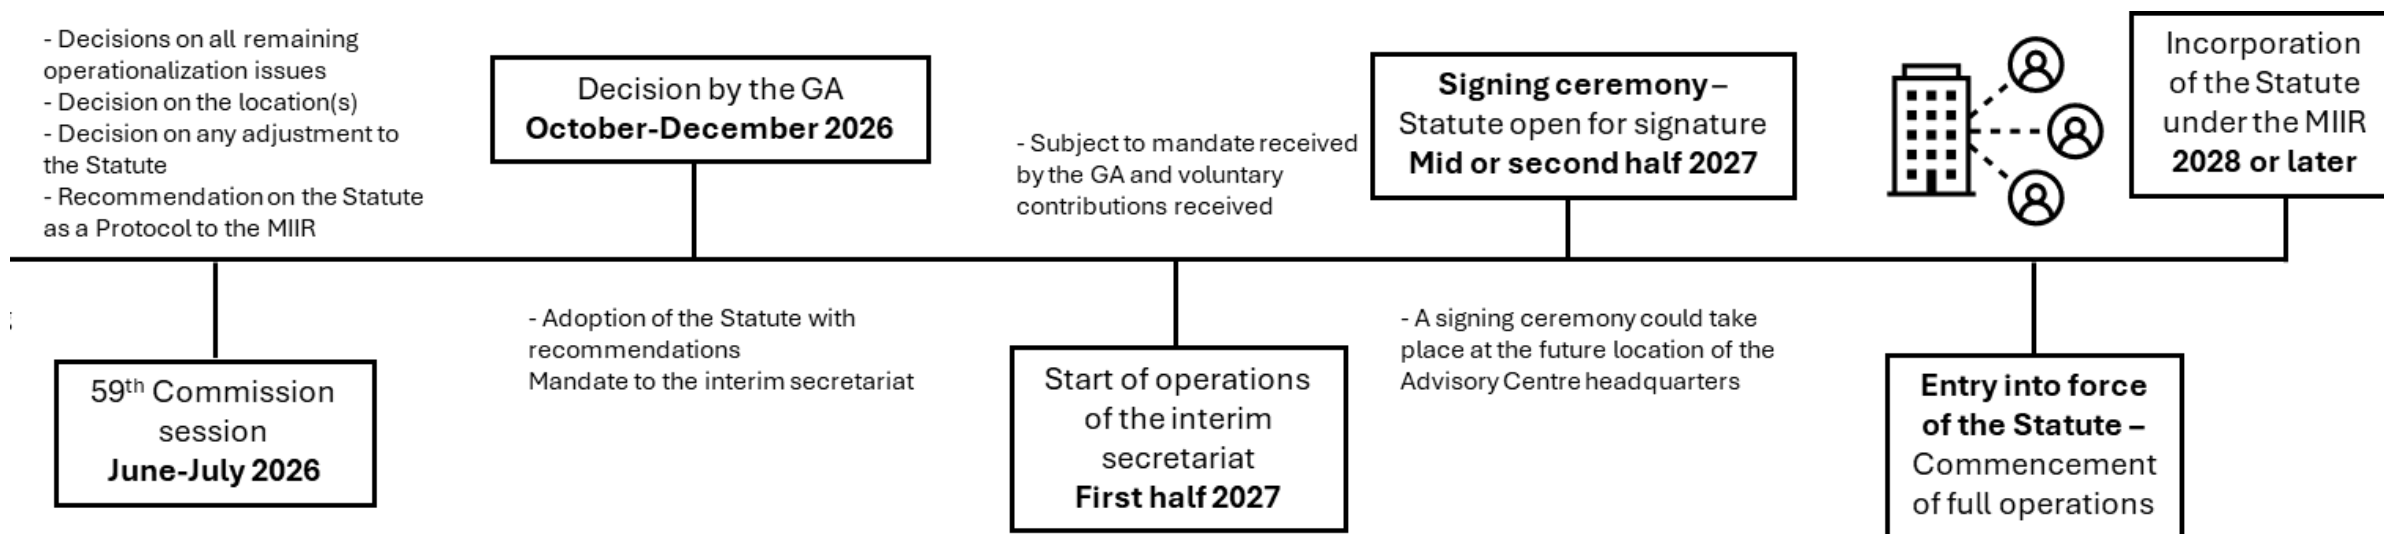 - Decisions on all remaining
operationalization issues
- Decision on the location(s)
- Decision on any adjustment to
the Statute
- Recommendation on the Statute
as a Protocol to the MIIR
59th Commission
session
June-July 2026
Decision by the GA
October-December 2026
- Adoption of the Statute with
recommendations
Mandate to the interim secretariat
- Subject to mandate received
by the GA and voluntary
contributions received
Start of operations
of the interim
secretariat
First half 2027
Signing ceremony –
Statute open for signature
Mid or second half 2027
- A signing ceremony could take
place at the future location of the
Advisory Centre headquarters
Entry into force
of the Statute –
Commencement
of full operations
Incorporation
of the Statute
under the MIIR
2028 or later